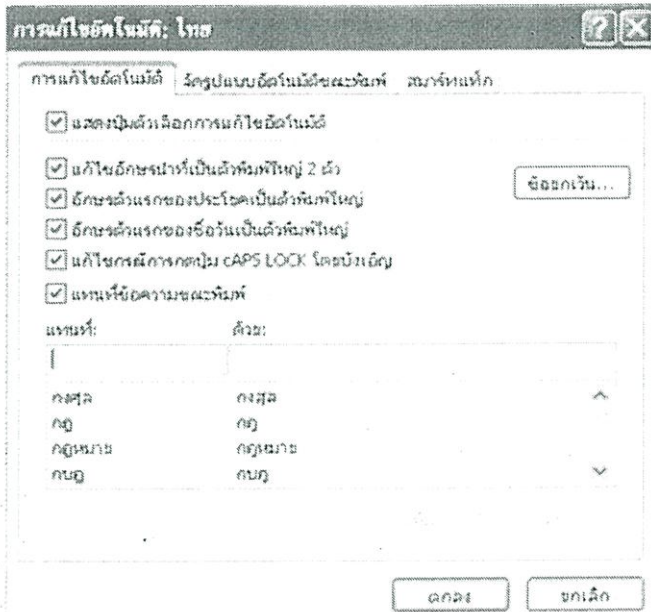 การแก้ไขอัตโนมัติ: ไทย
การแก้ไขอัตโนมัติ จัดรูปแบบอัตโนมัติขณะพิมพ์ สมาร์ทแท็ก
แสดงปุ่มตัวเลือกการแก้ไขอัตโนมัติ
แก้ไขอักษรนำที่เป็นตัวพิมพ์ใหญ่ 2 ตัว
ข้อยกเว้น...
อักษรตัวแรกของประโยคเป็นตัวพิมพ์ใหญ่
อักษรตัวแรกของชื่อวันเป็นตัวพิมพ์ใหญ่
แก้ไขกรณีการกดปุ่ม cAPS LOCK โดยบังเอิญ
แทนที่ข้อความขณะพิมพ์
แทนที่: ด้วย:
กงศุล กงสุล
กฎ กฎ
กฎหมาย กฎหมาย
กบฎ กบฏ
ตกลง ยกเลิก